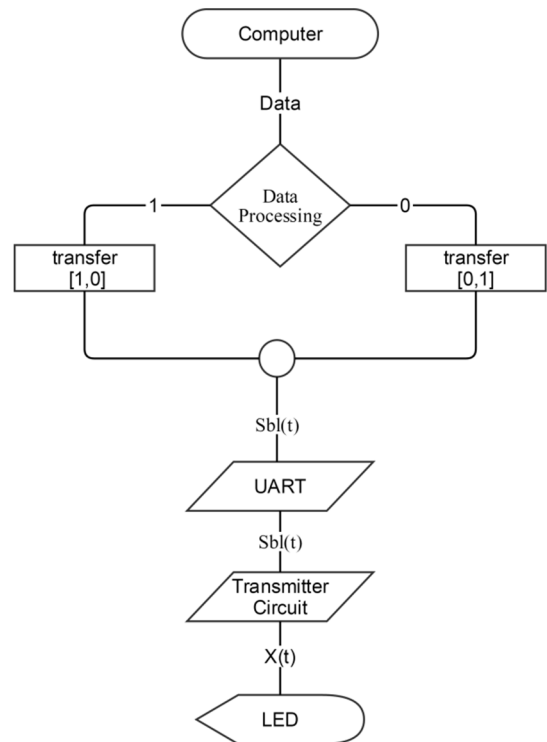 Computer
Data
Data
Processing
1
0
transfer
[1,0]
transfer
[0,1]
Sbl(t)
UART
Sbl(t)
Transmitter
Circuit
X(t)
LED